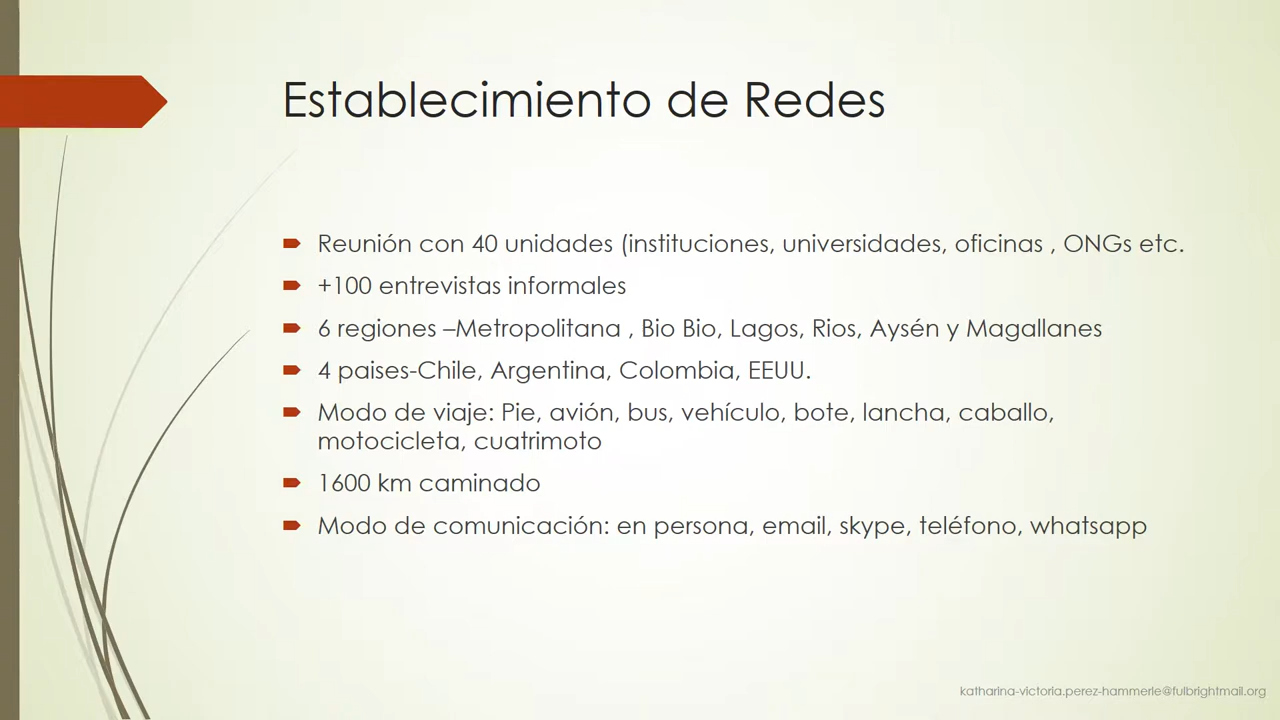 Establecimiento de Redes
Reunión con 40 unidades (instituciones, universidades, oficinas , ONGs etc.
+100 entrevistas informales
6 regiones –Metropolitana , Bio Bio, Lagos, Rios, Aysén y Magallanes
4 paises-Chile, Argentina, Colombia, EEUU.
Modo de viaje: Pie, avión, bus, vehículo, bote, lancha, caballo,
motocicleta, cuatrimoto
1600 km caminado
Modo de comunicación: en persona, email, skype, teléfono, whatsapp
katharina-victoria.perez-hammerle@fulbrightmail.org